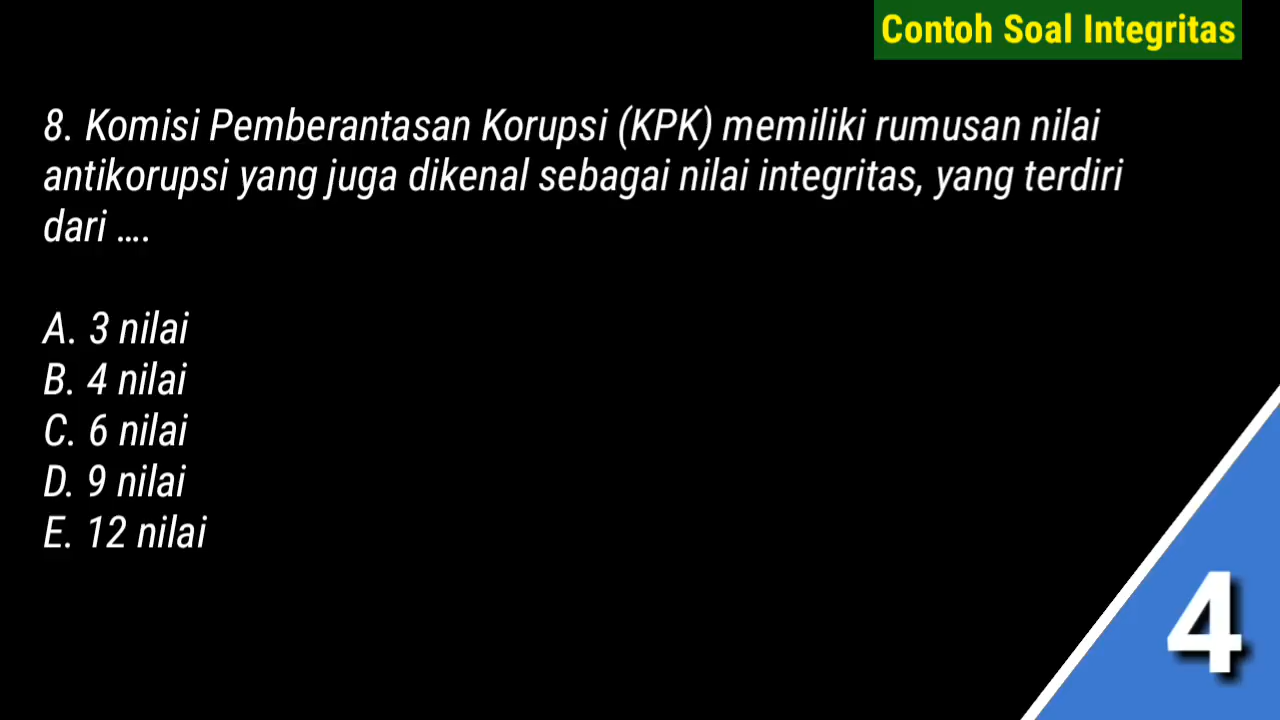 Contoh Soal Integritas
8. Komisi Pemberantasan Korupsi (KPK) memiliki rumusan nilai
antikorupsi yang juga dikenal sebagai nilai integritas, yang terdiri
dari ....
A. 3 nilai
B. 4 nilai
C. 6 nilai
D. 9 nilai
E. 12 nilai
4